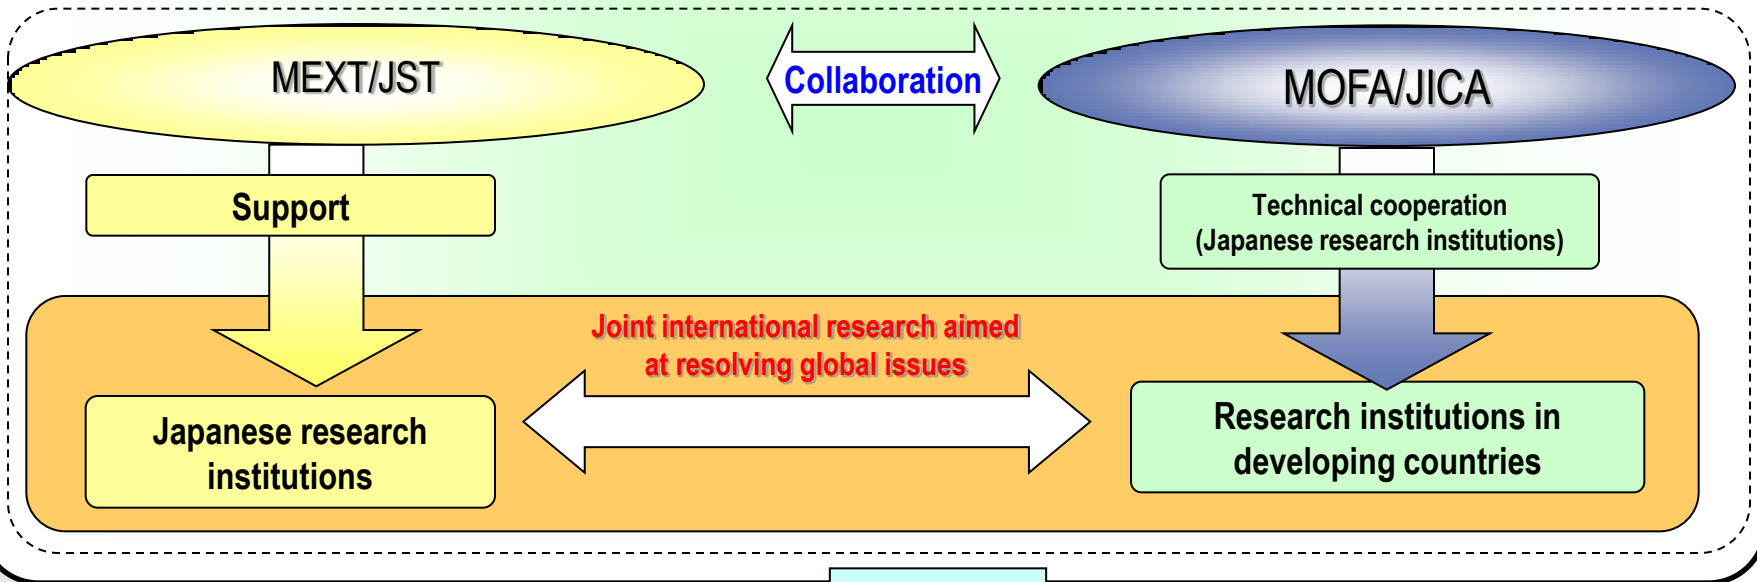 MEXT/JST
Collaboration
MOFA/JICA
Support
Technical cooperation
(Japanese research institutions)
Joint international research aimed
at resolving global issues
Japanese research
institutions
Research institutions in
developing countries